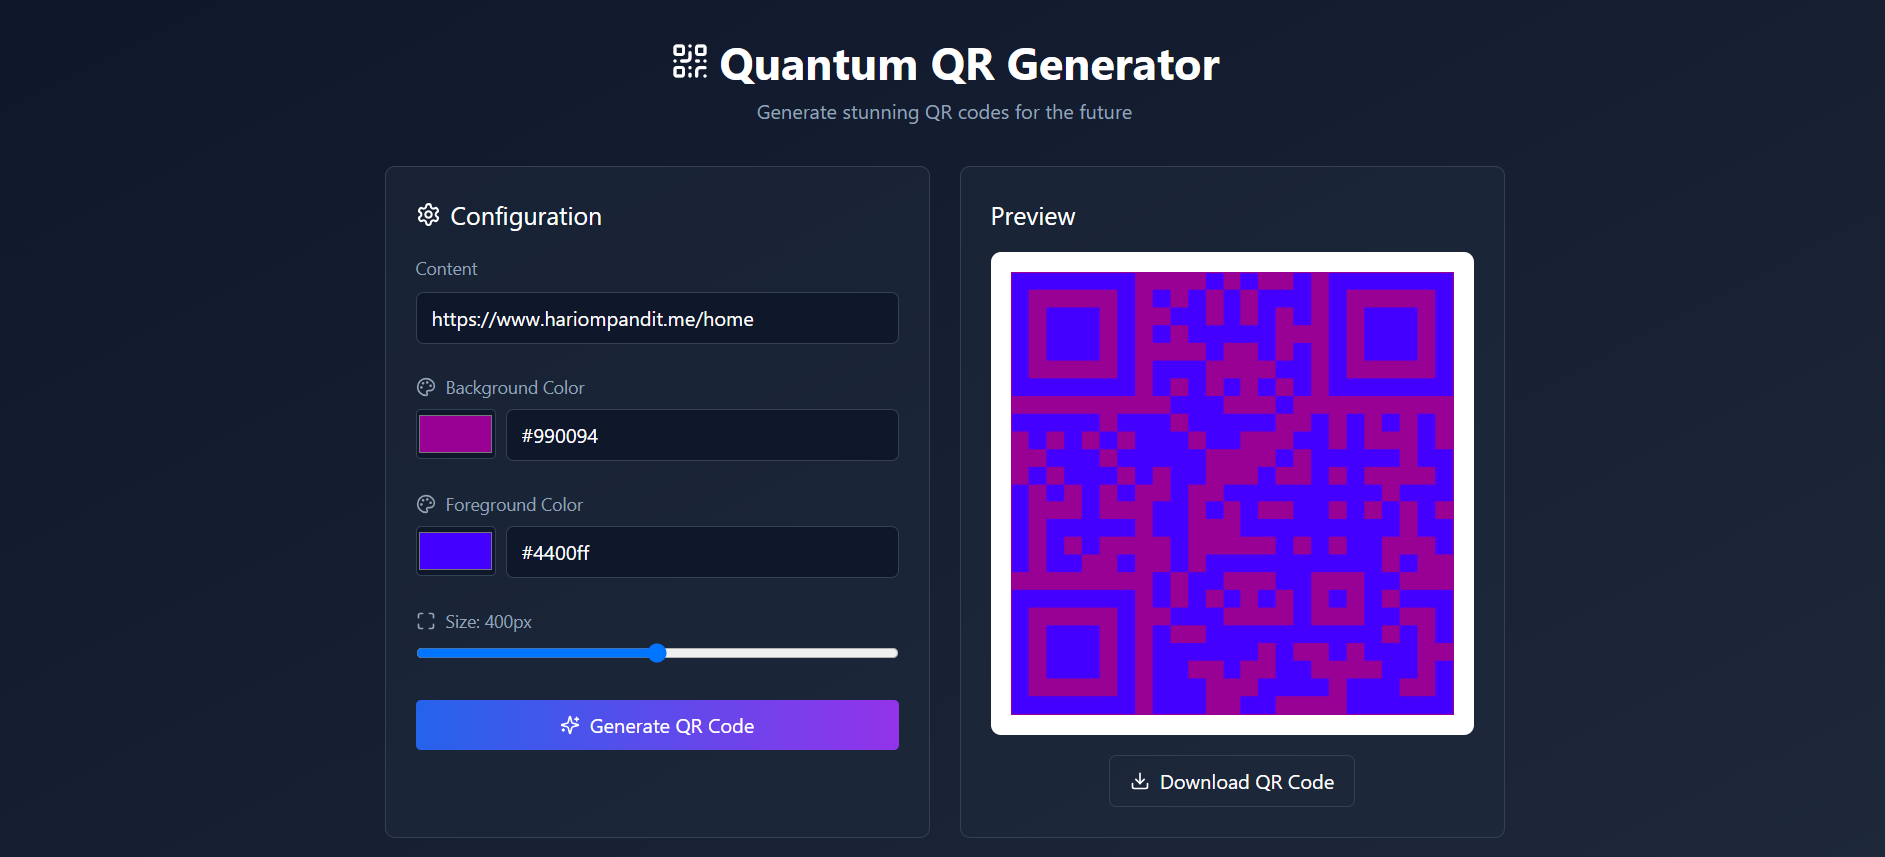 Quantum QR Generator
Generate stunning QR codes for the future
Configuration
Content
https://www.hariompandit.me/home
Background Color
#990094
Foreground Color
#4400ff
Size: 400px
Generate QR Code
Preview
Download QR Code